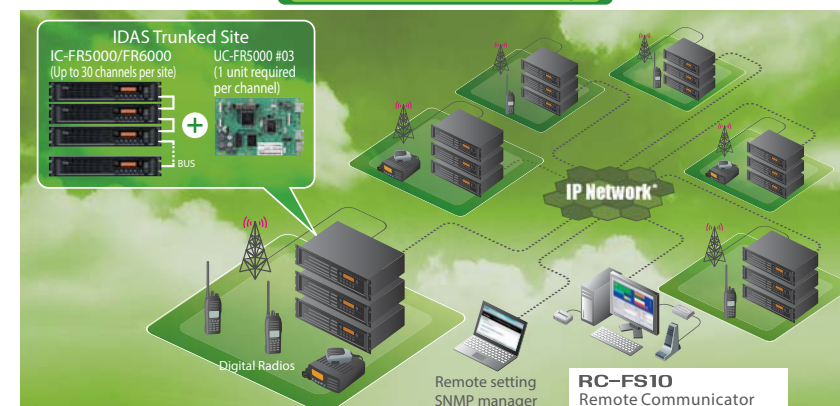 IDAS Trunked Site
IC-FR5000/FR6000
(Up to 30 channels per site)
UC-FR5000 #03
(1 unit required
per channel)
BUS
IP Network*
Digital Radios
Remote setting
SNMP manager
RC-FS10
Remote Communicator